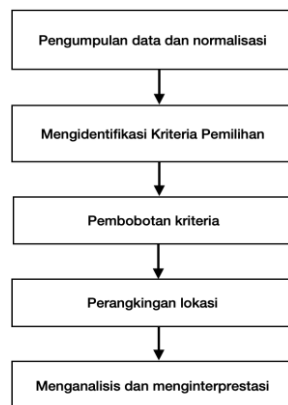 Pengumpulan data dan normalisasi
Mengidentifikasi Kriteria Pemilihan
Pembobotan kriteria
Perangkingan lokasi
Menganalisis dan menginterprestasi